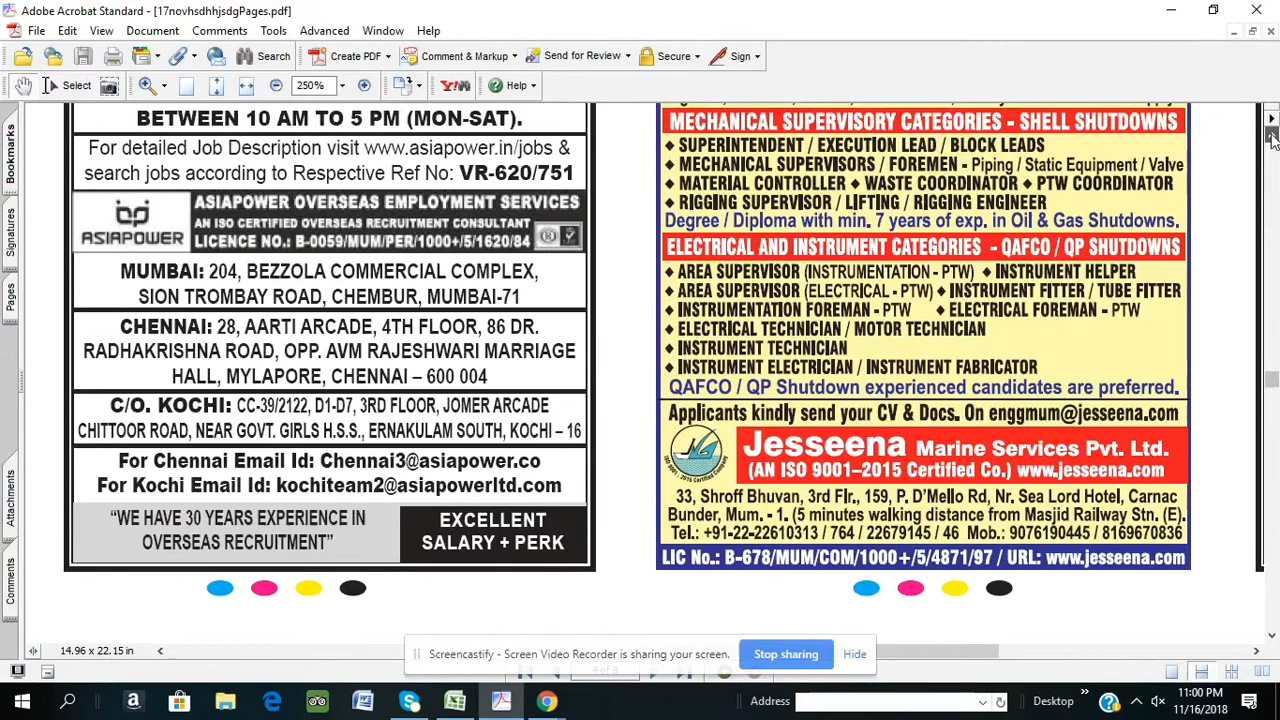 Adobe Acrobat Standard - [17novhsdhhjsdgPages.pdf]
File Edit View Document Comments Tools Advanced Window Help
Search Create PDF Comment & Markup Send for Review Secure Sign
Select 250% Y! Help
Bookmarks
Signatures
Pages
Attachments
Comments
BETWEEN 10 AM TO 5 PM (MON-SAT).
For detailed Job Description visit www.asiapower.in/jobs &
search jobs according to Respective Ref No: VR-620/751
ASIAPOWER
ASIAPOWER OVERSEAS EMPLOYMENT SERVICES
AN ISO CERTIFIED OVERSEAS RECRUITMENT CONSULTANT
LICENCE NO.: B-0059/MUM/PER/1000+/5/1620/84
MUMBAI: 204, BEZZOLA COMMERCIAL COMPLEX,
SION TROMBAY ROAD, CHEMBUR, MUMBAI-71
CHENNAI: 28, AARTI ARCADE, 4TH FLOOR, 86 DR.
RADHAKRISHNA ROAD, OPP. AVM RAJESHWARI MARRIAGE
HALL, MYLAPORE, CHENNAI – 600 004
C/O. KOCHI: CC-39/2122, D1-D7, 3RD FLOOR, JOMER ARCADE
CHITTOOR ROAD, NEAR GOVT. GIRLS H.S.S., ERNAKULAM SOUTH, KOCHI – 16
For Chennai Email Id: Chennai3@asiapower.co
For Kochi Email Id: kochiteam2@asiapowerltd.com
“WE HAVE 30 YEARS EXPERIENCE IN
OVERSEAS RECRUITMENT”
EXCELLENT
SALARY + PERK
MECHANICAL SUPERVISORY CATEGORIES - SHELL SHUTDOWNS
◆ SUPERINTENDENT / EXECUTION LEAD / BLOCK LEADS
◆ MECHANICAL SUPERVISORS / FOREMEN - Piping / Static Equipment / Valve
◆ MATERIAL CONTROLLER ◆ WASTE COORDINATOR ◆ PTW COORDINATOR
◆ RIGGING SUPERVISOR / LIFTING / RIGGING ENGINEER
Degree / Diploma with min. 7 years of exp. in Oil & Gas Shutdowns.
ELECTRICAL AND INSTRUMENT CATEGORIES - QAFCO / QP SHUTDOWNS
◆ AREA SUPERVISOR (INSTRUMENTATION - PTW) ◆ INSTRUMENT HELPER
◆ AREA SUPERVISOR (ELECTRICAL - PTW) ◆ INSTRUMENT FITTER / TUBE FITTER
◆ INSTRUMENTATION FOREMAN - PTW ◆ ELECTRICAL FOREMAN - PTW
◆ ELECTRICAL TECHNICIAN / MOTOR TECHNICIAN
◆ INSTRUMENT TECHNICIAN
◆ INSTRUMENT ELECTRICIAN / INSTRUMENT FABRICATOR
QAFCO / QP Shutdown experienced candidates are preferred.
Applicants kindly send your CV & Docs. On enggmum@jesseena.com
Jesseena Marine Services Pvt. Ltd.
(AN ISO 9001–2015 Certified Co.) www.jesseena.com
33, Shroff Bhuvan, 3rd Flr., 159, P. D’Mello Rd, Nr. Sea Lord Hotel, Carnac
Bunder, Mum. - 1. (5 minutes walking distance from Masjid Railway Stn. (E).
Tel.: +91-22-22610313 / 764 / 22679145 / 46 Mob.: 9076190445 / 8169670836
LIC No.: B-678/MUM/COM/1000+/5/4871/97 / URL: www.jesseena.com
14.96 x 22.15 in
Screencastify - Screen Video Recorder is sharing your screen. Stop sharing Hide
4 of 8
Address Desktop
11:00 PM
11/16/2018